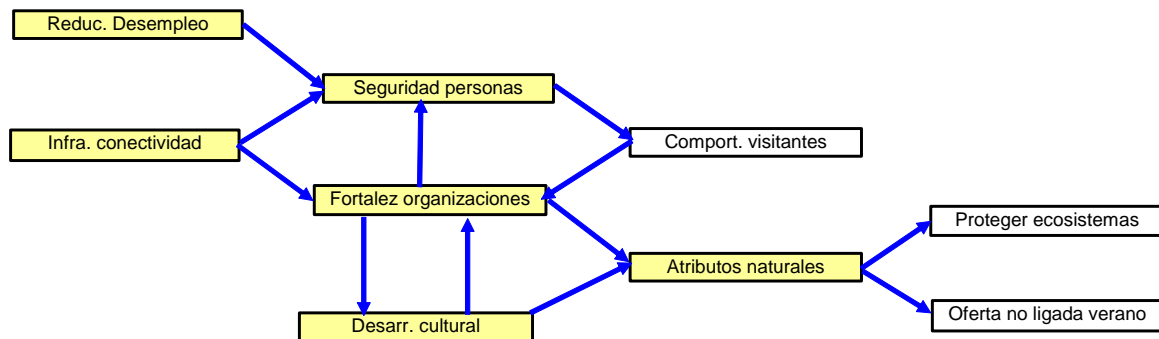 Reduc. Desempleo
Seguridad personas
Infra. conectividad
Comport. visitantes
Fortalez organizaciones
Proteger ecosistemas
Atributos naturales
Oferta no ligada verano
Desarr. cultural